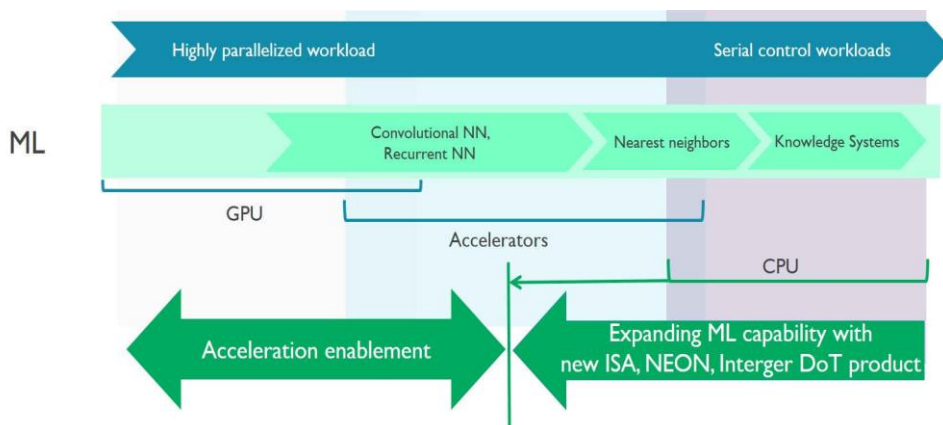 Highly parallelized workload
Serial control workloads
ML
Convolutional NN,
Recurrent NN
Nearest neighbors
Knowledge Systems
GPU
Accelerators
CPU
Acceleration enablement
Expanding ML capability with
new ISA, NEON, Interger DoT product